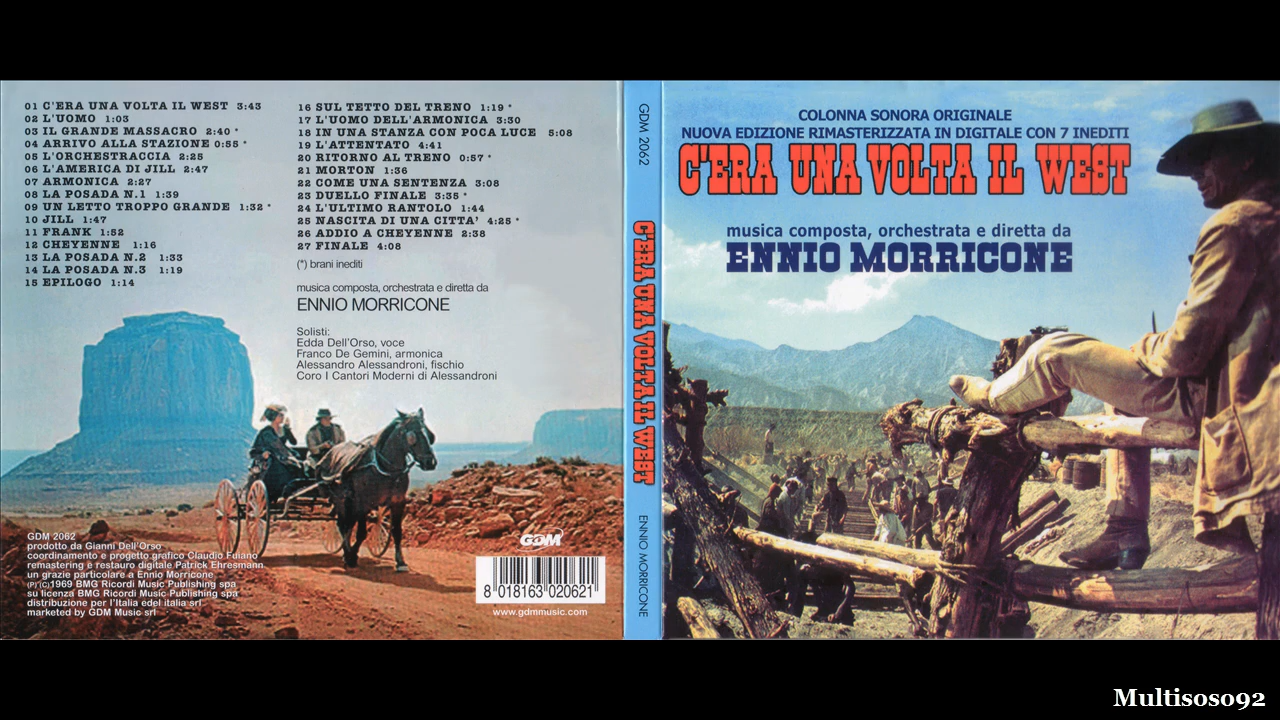 01 C'ERA UNA VOLTA IL WEST 3:43
02 L'UOMO 1:03
03 IL GRANDE MASSACRO 2:40 *
04 ARRIVO ALLA STAZIONE 0:55 *
05 L'ORCHESTRACCIA 2:25
06 L'AMERICA DI JILL 2:47
07 ARMONICA 2:27
08 LA POSADA N.1 1:39
09 UN LETTO TROPPO GRANDE 1:32 *
10 JILL 1:47
11 FRANK 1:52
12 CHEYENNE 1:16
13 LA POSADA N.2 1:33
14 LA POSADA N.3 1:19
15 EPILOGO 1:14
16 SUL TETTO DEL TRENO 1:19 *
17 L'UOMO DELL'ARMONICA 3:30
18 IN UNA STANZA CON POCA LUCE 5:08
19 L'ATTENTATO 4:41
20 RITORNO AL TRENO 0:57 *
21 MORTON 1:36
22 COME UNA SENTENZA 3:08
23 DUELLO FINALE 3:35 *
24 L'ULTIMO RANTOLO 1:44
25 NASCITA DI UNA CITTA' 4:25 *
26 ADDIO A CHEYENNE 2:38
27 FINALE 4:08
(*) brani inediti
musica composta, orchestrata e diretta da
ENNIO MORRICONE
Solisti:
Edda Dell'Orso, voce
Franco De Gemini, armonica
Alessandro Alessandroni, fischio
Coro I Cantori Moderni di Alessandroni
GDM 2062
prodotto da Gianni Dell'Orso
coordinamento e progetto grafico Claudio Fuiano
remastering e restauro digitale Patrick Ehresmann
un grazie particolare a Ennio Morricone
(P) (C)1969 BMG Ricordi Music Publishing spa
su licenza BMG Ricordi Music Publishing spa
distribuzione per l'Italia edel italia srl
marketed by GDM Music srl
GDM
8 018163 020621
www.gdmmusic.com
GDM 2062
C'ERA UNA VOLTA IL WEST
ENNIO MORRICONE
COLONNA SONORA ORIGINALE
NUOVA EDIZIONE RIMASTERIZZATA IN DIGITALE CON 7 INEDITI
C'ERA UNA VOLTA IL WEST
musica composta, orchestrata e diretta da
ENNIO MORRICONE
Multisoso92